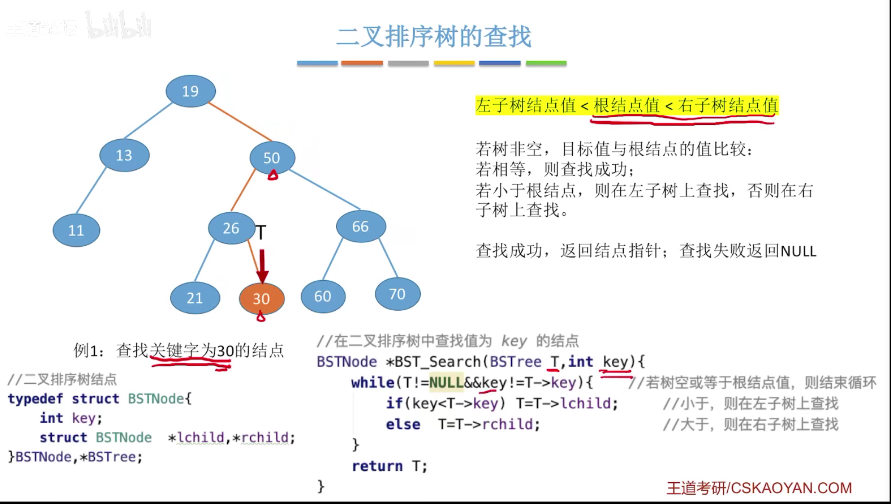 王道考研 bilibili
二叉排序树的查找
19
13
50
11
26
T
66
21
30
60
70
例1：查找关键字为30的结点
左子树结点值 < 根结点值 < 右子树结点值
若树非空，目标值与根结点的值比较：
若相等，则查找成功；
若小于根结点，则在左子树上查找，否则在右
子树上查找。
查找成功，返回结点指针；查找失败返回NULL
//二叉排序树结点
typedef struct BSTNode{
int key;
struct BSTNode *lchild,*rchild;
}BSTNode,*BSTree;
//在二叉排序树中查找值为 key 的结点
BSTNode *BST_Search(BSTree T,int key){
while(T!=NULL&&key!=T->key){ //若树空或等于根结点值，则结束循环
if(key<T->key) T=T->lchild; //小于，则在左子树上查找
else T=T->rchild; //大于，则在右子树上查找
}
return T;
}
王道考研/CSKAOYAN.COM